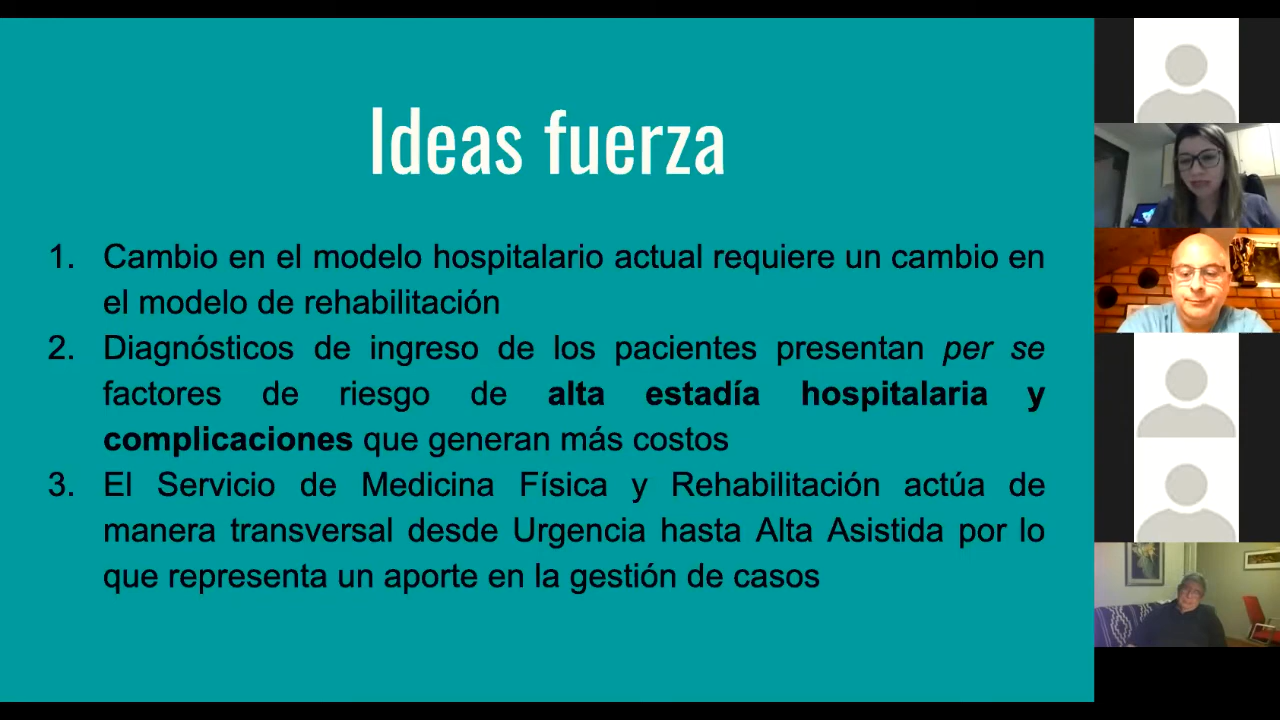 Ideas fuerza
1. Cambio en el modelo hospitalario actual requiere un cambio en
el modelo de rehabilitación
2. Diagnósticos de ingreso de los pacientes presentan per se
factores de riesgo de alta estadía hospitalaria y
complicaciones que generan más costos
3. El Servicio de Medicina Física y Rehabilitación actúa de
manera transversal desde Urgencia hasta Alta Asistida por lo
que representa un aporte en la gestión de casos